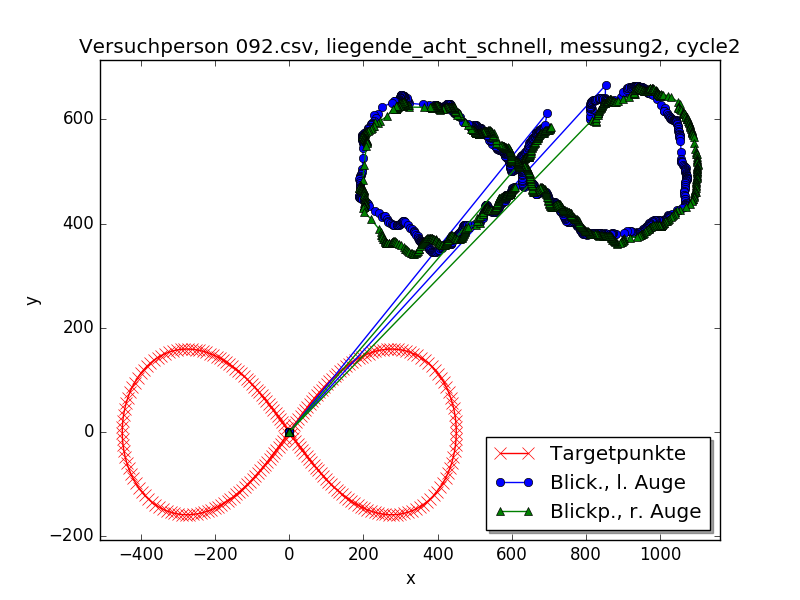 Versuchperson 092.csv, liegende_acht_schnell, messung2, cycle2
600
400
200
0
−200
y
−400
−200
0
200
400
600
800
1000
x
Targetpunkte
Blick., l. Auge
Blickp., r. Auge